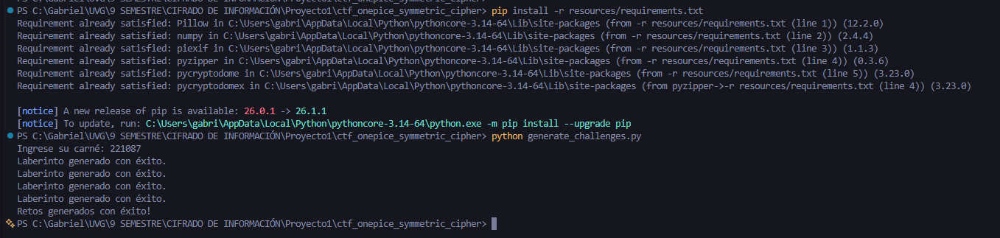 PS C:\Gabriel\UVG\9 SEMESTRE\CIFRADO DE INFORMACIÓN\Proyecto1\ctf_onepice_symmetric_cipher> pip install -r resources/requirements.txt
Requirement already satisfied: Pillow in C:\Users\gabri\AppData\Local\Python\pythoncore-3.14-64\Lib\site-packages (from -r resources/requirements.txt (line 1)) (12.2.0)
Requirement already satisfied: numpy in C:\Users\gabri\AppData\Local\Python\pythoncore-3.14-64\Lib\site-packages (from -r resources/requirements.txt (line 2)) (2.4.4)
Requirement already satisfied: piexif in C:\Users\gabri\AppData\Local\Python\pythoncore-3.14-64\Lib\site-packages (from -r resources/requirements.txt (line 3)) (1.1.3)
Requirement already satisfied: pyzipper in C:\Users\gabri\AppData\Local\Python\pythoncore-3.14-64\Lib\site-packages (from -r resources/requirements.txt (line 4)) (0.3.6)
Requirement already satisfied: pycryptodome in C:\Users\gabri\AppData\Local\Python\pythoncore-3.14-64\Lib\site-packages (from -r resources/requirements.txt (line 5)) (3.23.0)
Requirement already satisfied: pycryptodomex in C:\Users\gabri\AppData\Local\Python\pythoncore-3.14-64\Lib\site-packages (from pyzipper->-r resources/requirements.txt (line 4)) (3.23.0)
[notice] A new release of pip is available: 26.0.1 -> 26.1.1
[notice] To update, run: C:\Users\gabri\AppData\Local\Python\pythoncore-3.14-64\python.exe -m pip install --upgrade pip
PS C:\Gabriel\UVG\9 SEMESTRE\CIFRADO DE INFORMACIÓN\Proyecto1\ctf_onepice_symmetric_cipher> python generate_challenges.py
Ingrese su carné: 221087
Laberinto generado con éxito.
Laberinto generado con éxito.
Laberinto generado con éxito.
Laberinto generado con éxito.
Retos generados con éxito!
PS C:\Gabriel\UVG\9 SEMESTRE\CIFRADO DE INFORMACIÓN\Proyecto1\ctf_onepice_symmetric_cipher>